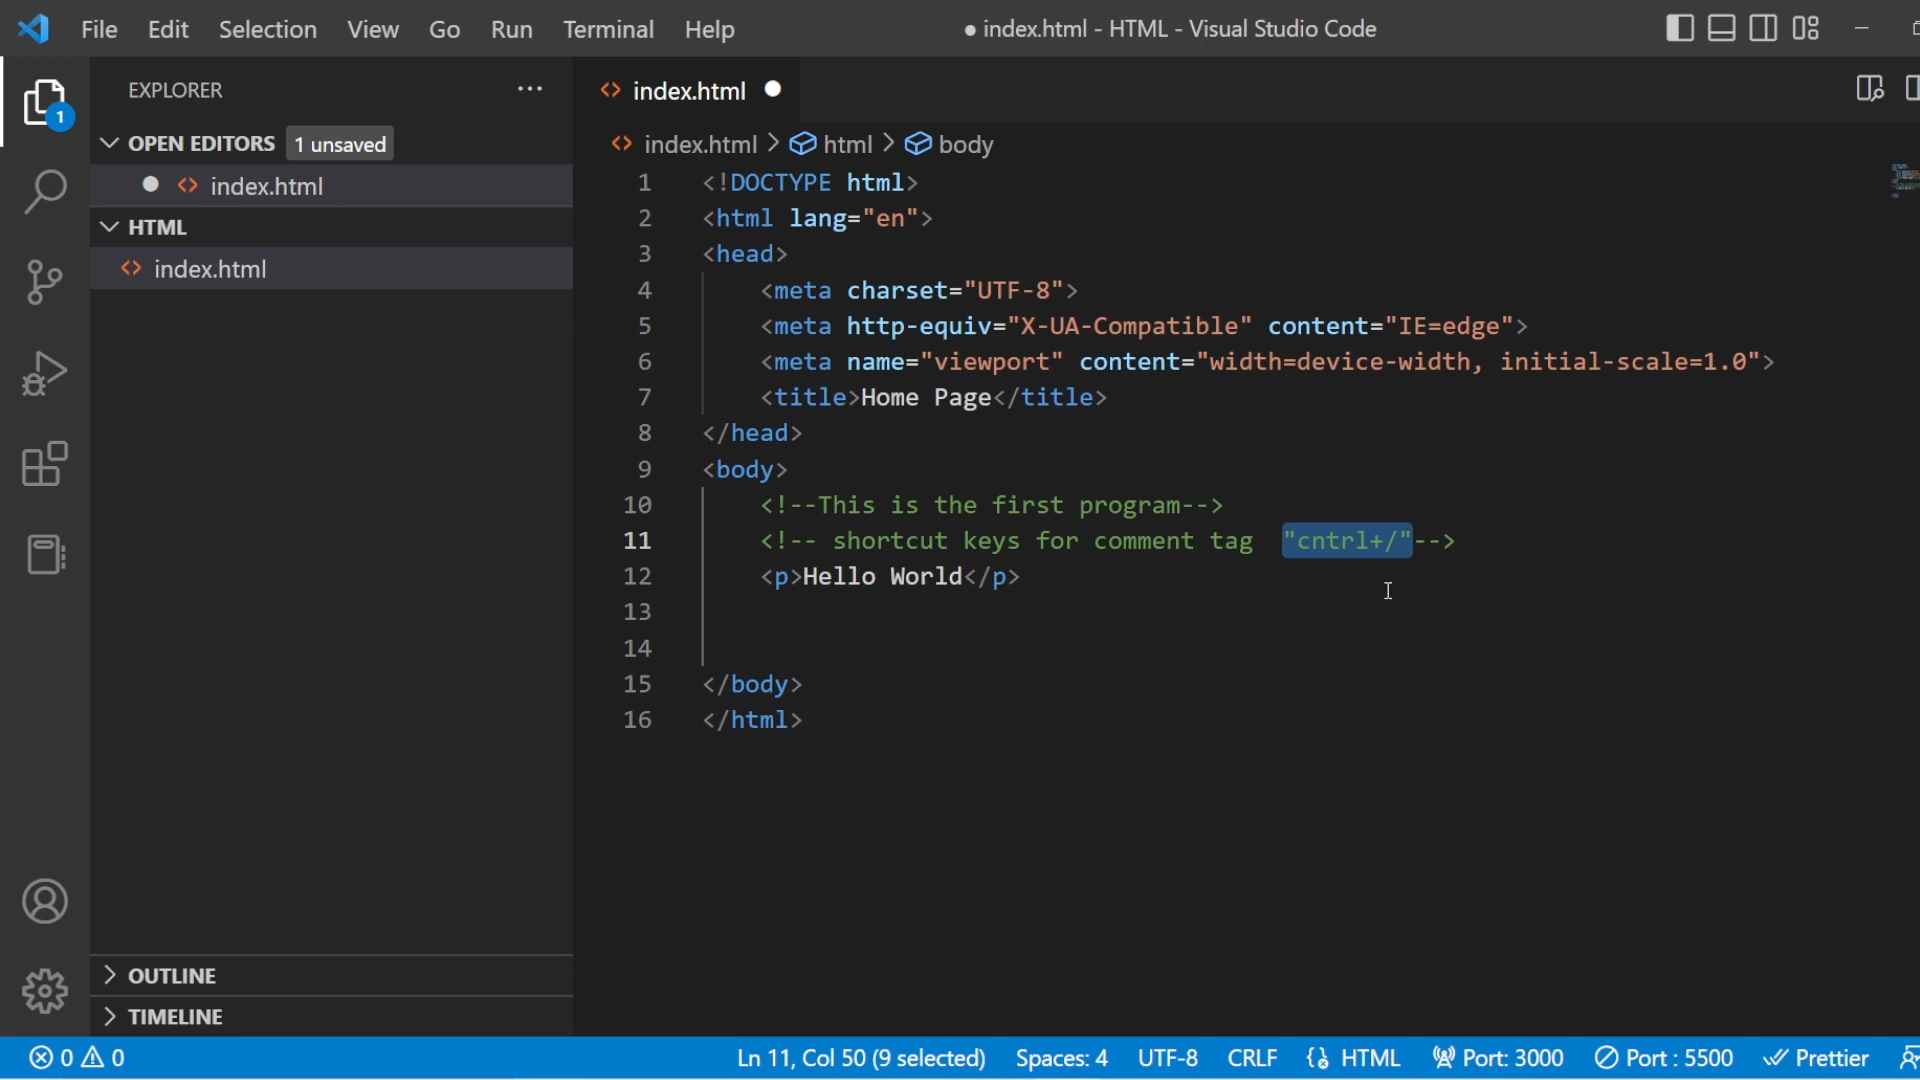 File Edit Selection View Go Run Terminal Help ● index.html - HTML - Visual Studio Code
EXPLORER ···
1
OPEN EDITORS 1 unsaved
index.html
HTML
index.html
OUTLINE
TIMELINE
index.html
index.html > html > body
1 <!DOCTYPE html>
2 <html lang="en">
3 <head>
4 <meta charset="UTF-8">
5 <meta http-equiv="X-UA-Compatible" content="IE=edge">
6 <meta name="viewport" content="width=device-width, initial-scale=1.0">
7 <title>Home Page</title>
8 </head>
9 <body>
10 <!--This is the first program-->
11 <!-- shortcut keys for comment tag  "cntrl+/"-->
12 <p>Hello World</p>
13
14
15 </body>
16 </html>
0 0 Ln 11, Col 50 (9 selected) Spaces: 4 UTF-8 CRLF HTML Port: 3000 Port : 5500 Prettier